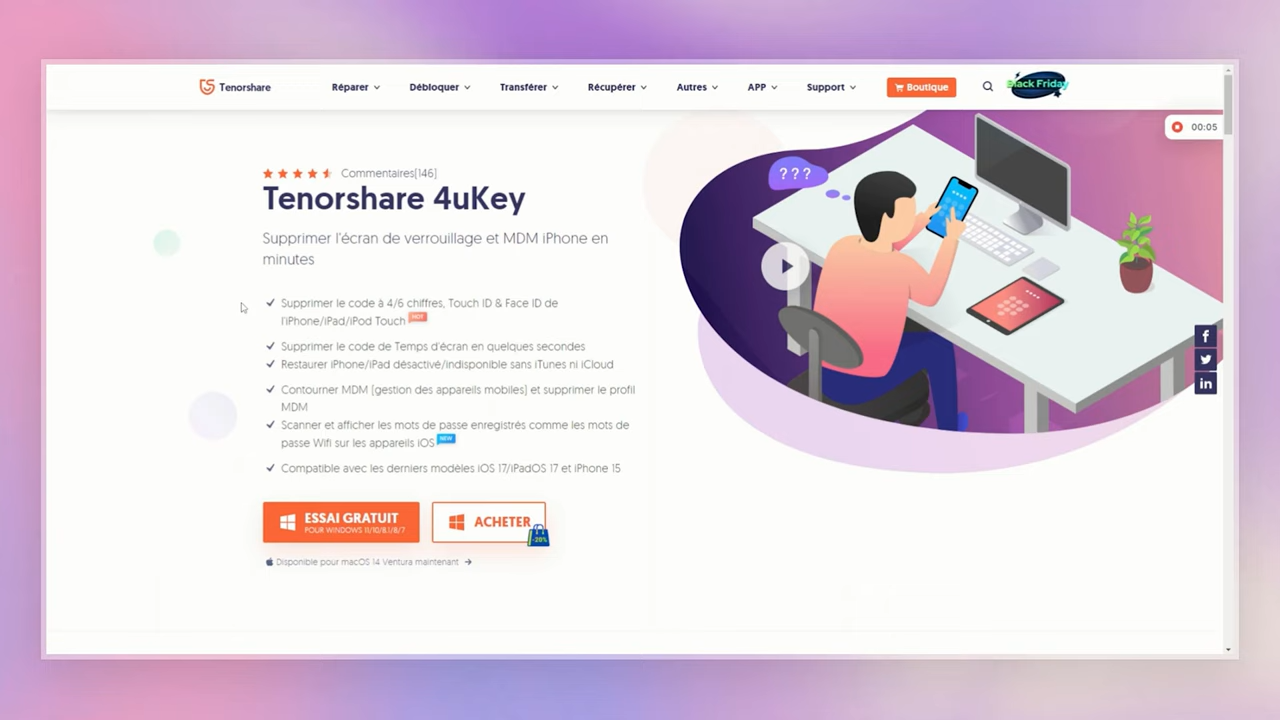 Tenorshare
Réparer
Débloquer
Transférer
Récupérer
Autres
APP
Support
Boutique
Black Friday
00:05
Commentaires[146]
Tenorshare 4uKey
Supprimer l'écran de verrouillage et MDM iPhone en
minutes
Supprimer le code à 4/6 chiffres, Touch ID & Face ID de
l'iPhone/iPad/iPod Touch HOT
Supprimer le code de Temps d'écran en quelques secondes
Restaurer iPhone/iPad désactivé/indisponible sans iTunes ni iCloud
Contourner MDM [gestion des appareils mobiles] et supprimer le profil
MDM
Scanner et afficher les mots de passe enregistrés comme les mots de
passe Wifi sur les appareils iOS NEW
Compatible avec les derniers modèles iOS 17/iPadOS 17 et iPhone 15
ESSAI GRATUIT
POUR WINDOWS 11/10/8.1/8/7
ACHETER
-20%
Disponible pour macOS 14 Ventura maintenant
? ? ?